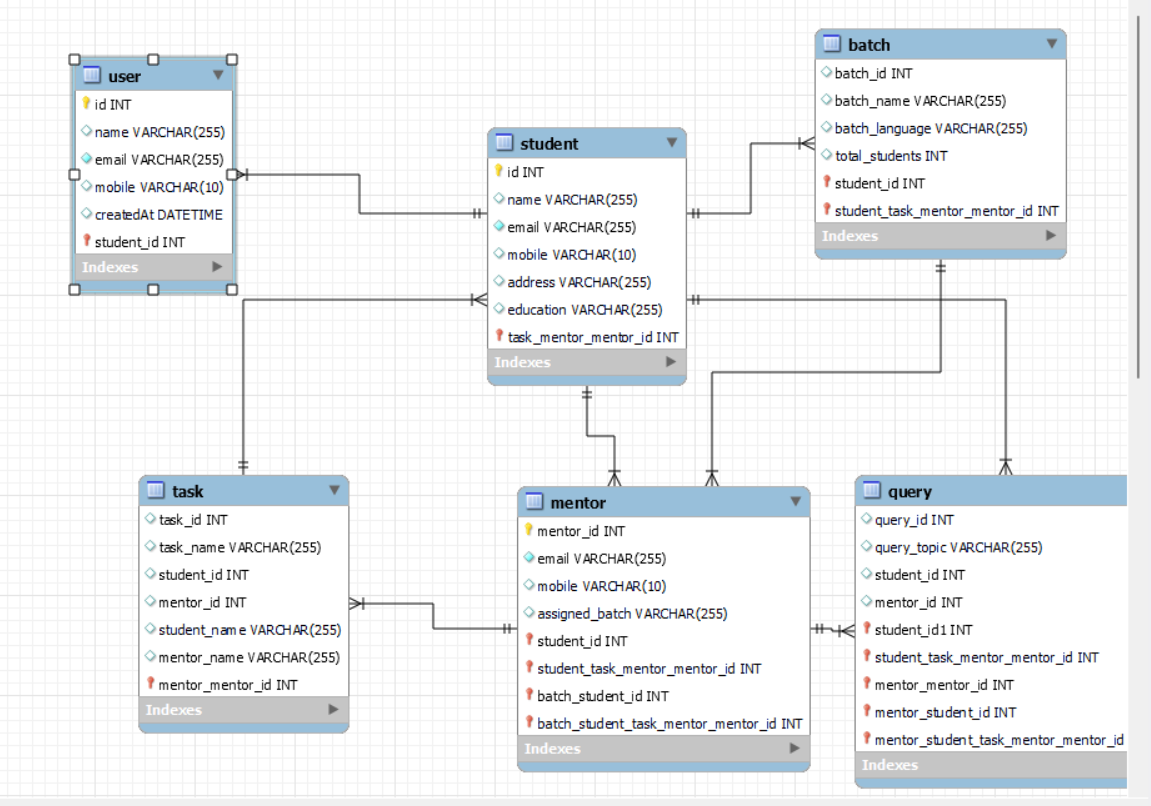 user
id INT
name VARCHAR(255)
email VARCHAR(255)
mobile VARCHAR(10)
createdAt DATETIME
student_id INT
Indexes
student
id INT
name VARCHAR(255)
email VARCHAR(255)
mobile VARCHAR(10)
address VARCHAR(255)
education VARCHAR(255)
task_mentor_mentor_id INT
Indexes
batch
batch_id INT
batch_name VARCHAR(255)
batch_language VARCHAR(255)
total_students INT
student_id INT
student_task_mentor_mentor_id INT
Indexes
task
task_id INT
task_name VARCHAR(255)
student_id INT
mentor_id INT
student_name VARCHAR(255)
mentor_name VARCHAR(255)
mentor_mentor_id INT
Indexes
mentor
mentor_id INT
email VARCHAR(255)
mobile VARCHAR(10)
assigned_batch VARCHAR(255)
student_id INT
student_task_mentor_mentor_id INT
batch_student_id INT
batch_student_task_mentor_mentor_id INT
Indexes
query
query_id INT
query_topic VARCHAR(255)
student_id INT
mentor_id INT
student_id1 INT
student_task_mentor_mentor_id INT
mentor_mentor_id INT
mentor_student_id INT
mentor_student_task_mentor_mentor_id
Indexes